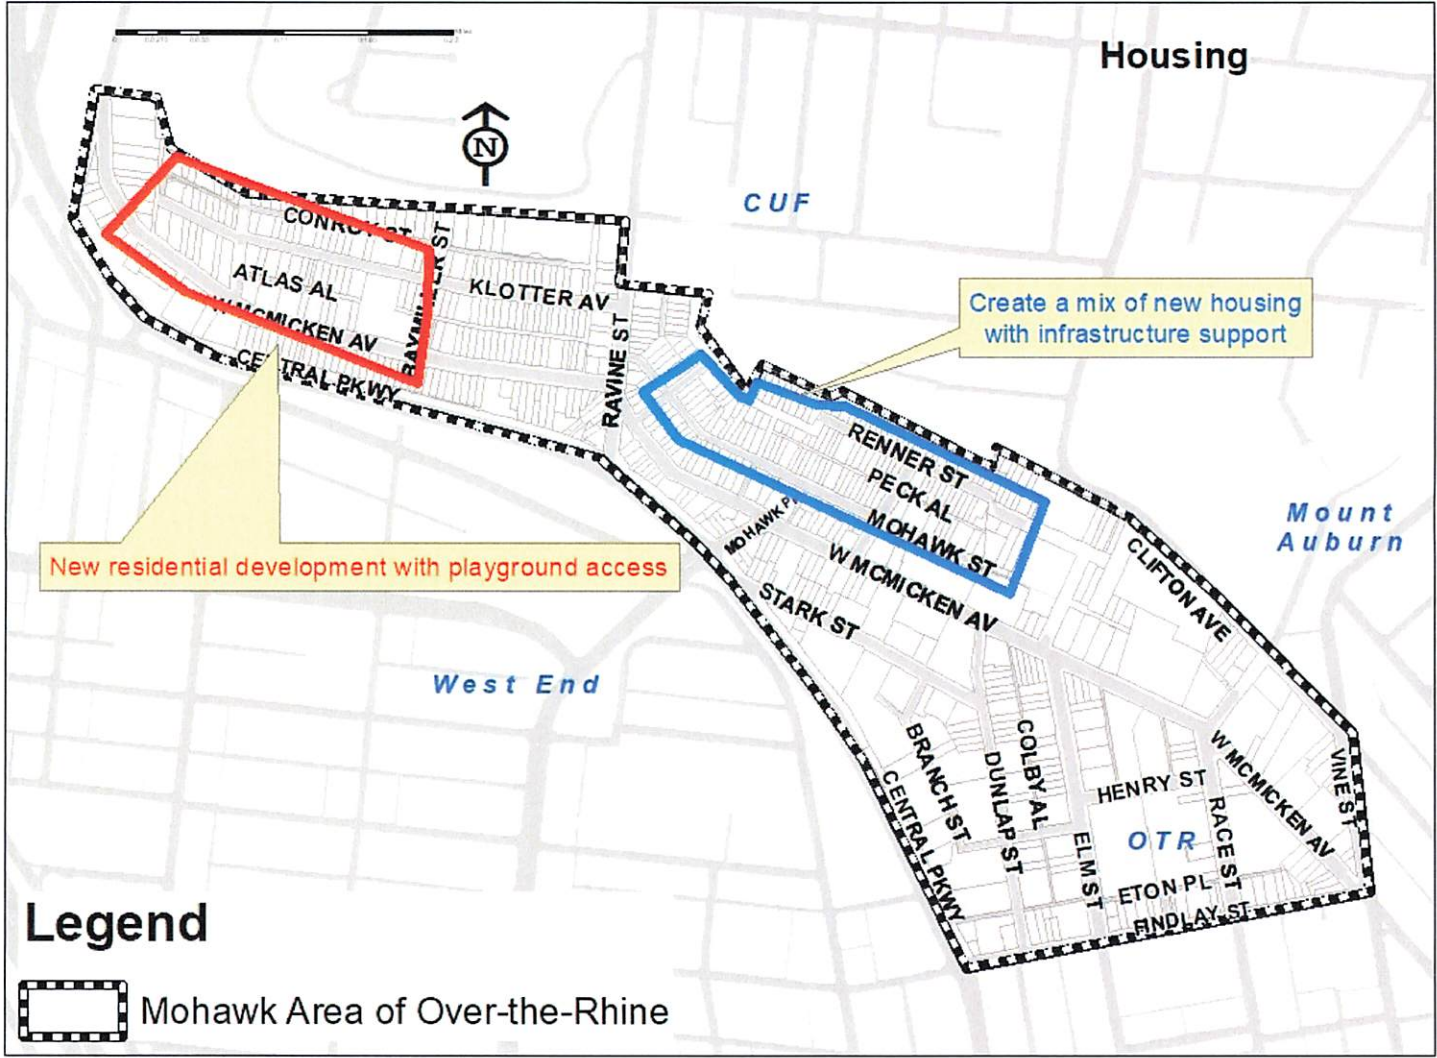 Housing
N
CUF
CONROY ST
RAVINE ST
ATLAS AL
KLOTTER AV
W MCMICKEN AV
CENTRAL PKWY
Create a mix of new housing
with infrastructure support
RENNER ST
PECK AL
MOHAWK ST
MOHAWK PL
W MCMICKEN AV
STARK ST
Mount
Auburn
CLIFTON AVE
New residential development with playground access
West End
BRANCH ST
DUNLAP ST
COLBY AL
CENTRAL PKWY
HENRY ST
ELM ST
RACE ST
W MCMICKEN AV
VINE ST
OTR
ETON PL
FINDLAY ST
Legend
Mohawk Area of Over-the-Rhine